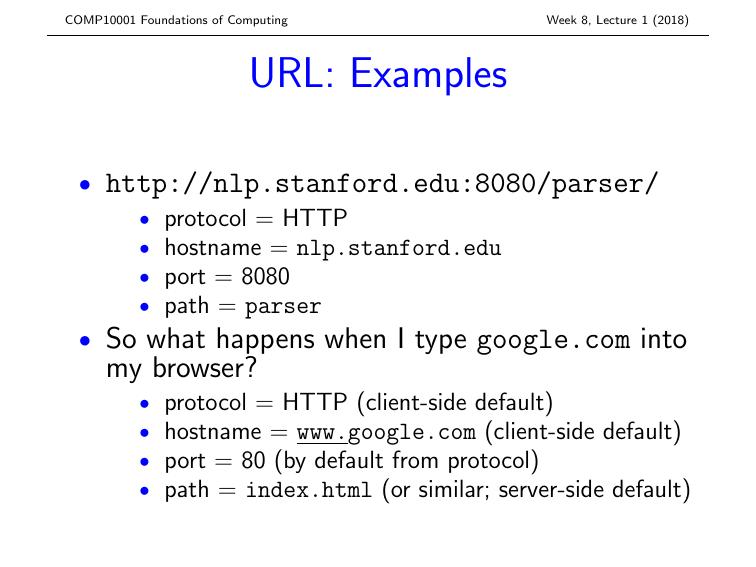 COMP10001 Foundations of Computing
Week 8, Lecture 1 (2018)
URL: Examples
• http://nlp.stanford.edu:8080/parser/
• protocol = HTTP
• hostname = nlp.stanford.edu
• port = 8080
• path = parser
• So what happens when I type google.com into
my browser?
• protocol = HTTP (client-side default)
• hostname = www.google.com (client-side default)
• port = 80 (by default from protocol)
• path = index.html (or similar; server-side default)